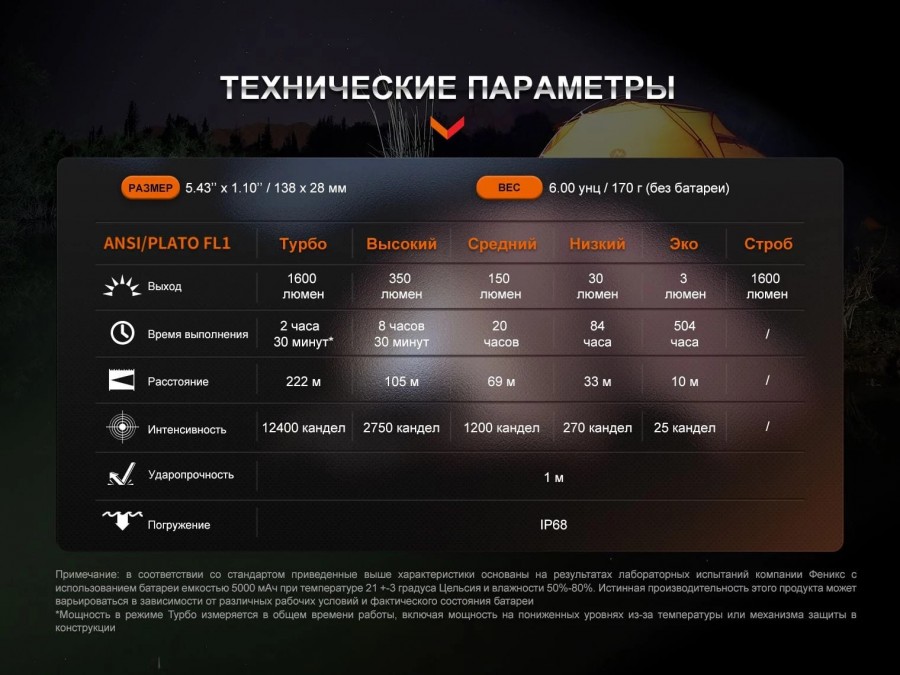 ТЕХНИЧЕСКИЕ ПАРАМЕТРЫ
РАЗМЕР 5.43’’ x 1.10’’ / 138 x 28 мм ВЕС 6.00 унц / 170 г (без батареи)
ANSI/PLATO FL1 Турбо Высокий Средний Низкий Эко Строб
Выход 1600 люмен 350 люмен 150 люмен 30 люмен 3 люмен 1600 люмен
Время выполнения 2 часа 30 минут* 8 часов 30 минут 20 часов 84 часа 504 часа /
Расстояние 222 м 105 м 69 м 33 м 10 м /
Интенсивность 12400 кандел 2750 кандел 1200 кандел 270 кандел 25 кандел /
Ударопрочность 1 м
Погружение IP68
Примечание: в соответствии со стандартом приведенные выше характеристики основаны на результатах лабораторных испытаний компании Феникс с
использованием батареи емкостью 5000 мАч при температуре 21 +-3 градуса Цельсия и влажности 50%-80%. Истинная производительность этого продукта может
варьироваться в зависимости от различных рабочих условий и фактического состояния батареи
*Мощность в режиме Турбо измеряется в общем времени работы, включая мощность на пониженных уровнях из-за температуры или механизма защиты в
конструкции